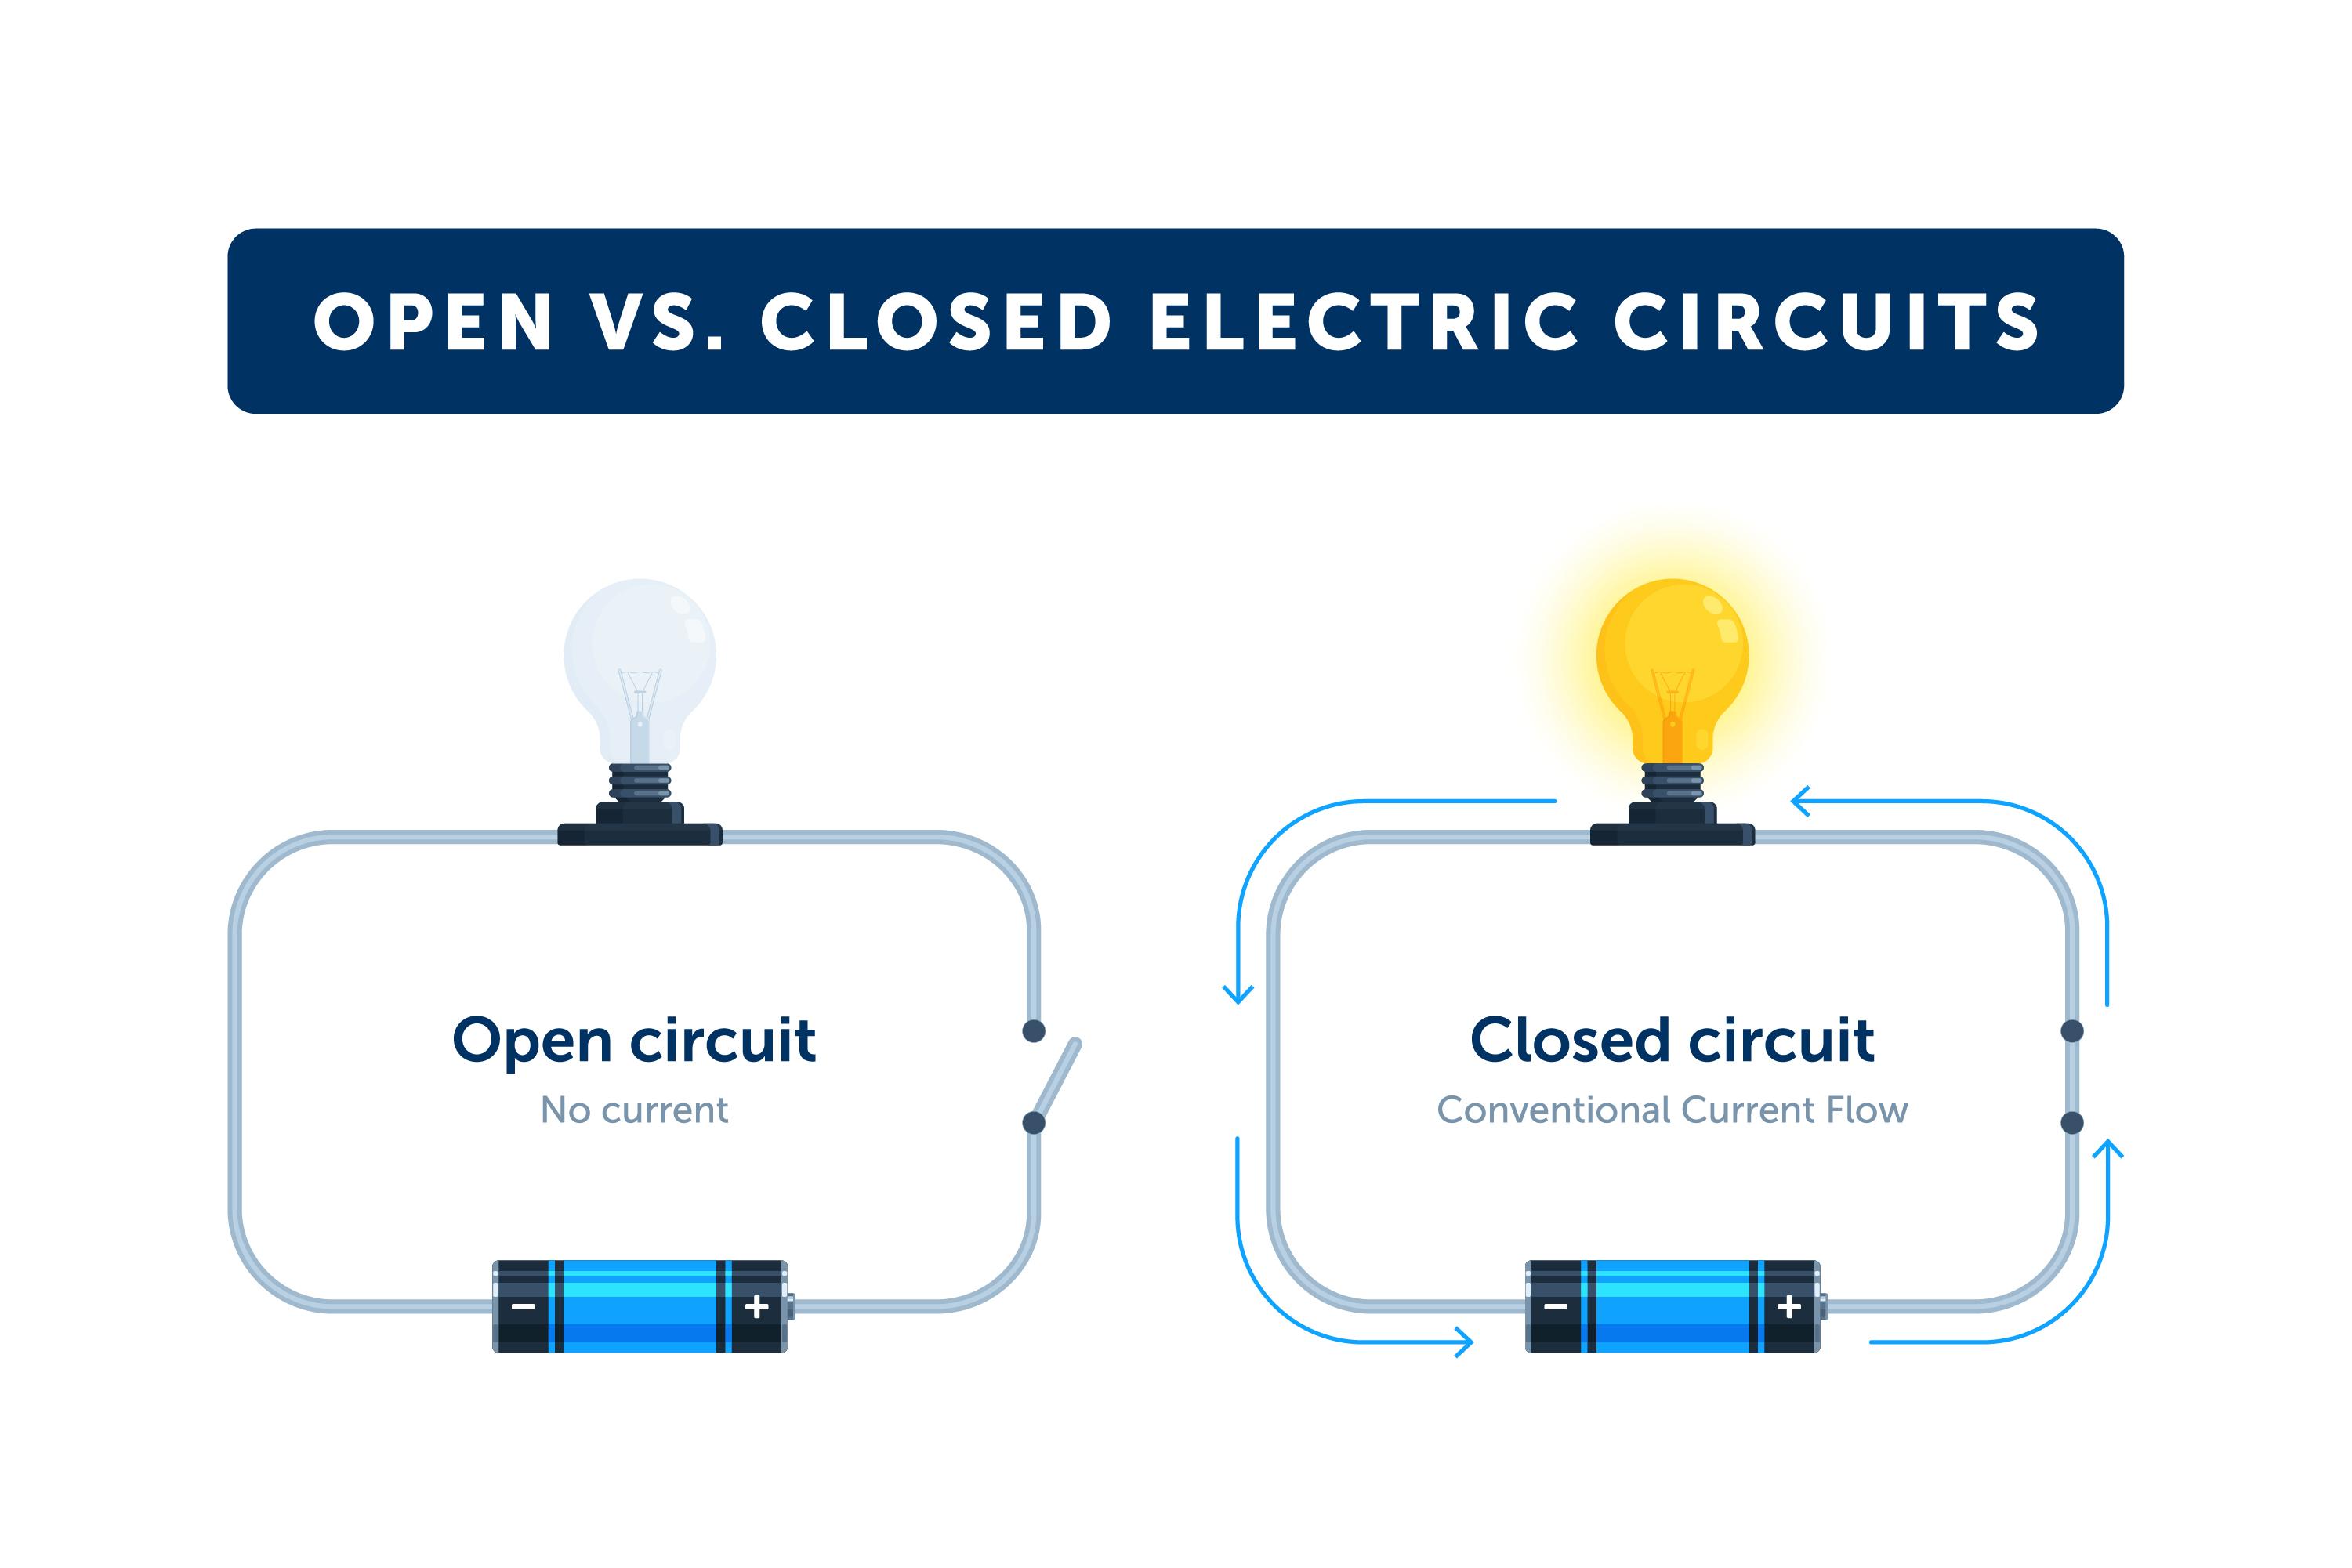 OPEN VS. CLOSED ELECTRIC CIRCUITS
Open circuit
No current
− +
Closed circuit
Conventional Current Flow
− +